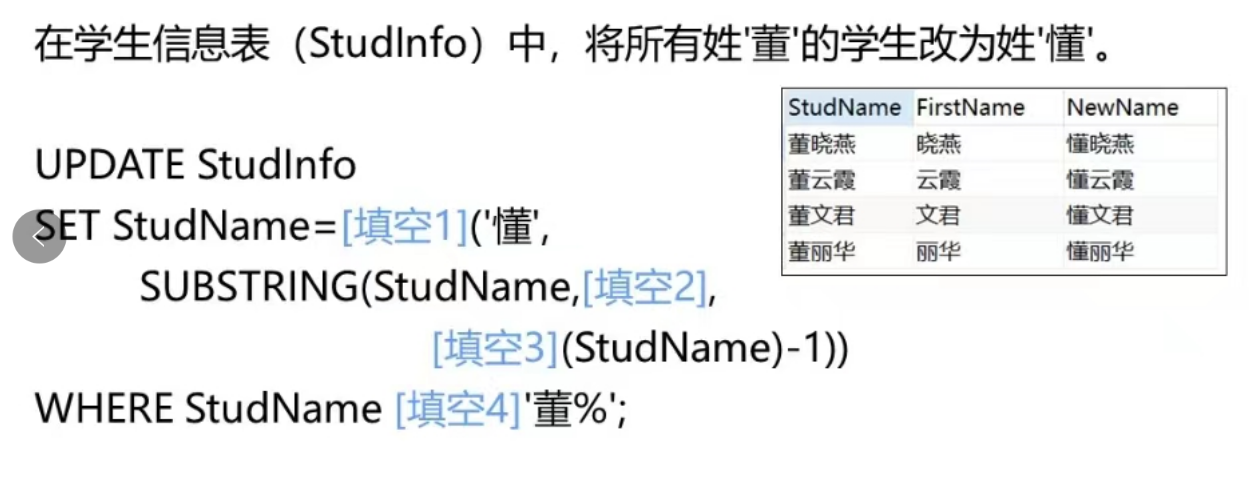 在学生信息表（StudInfo）中，将所有姓'董'的学生改为姓'懂'。
StudName FirstName NewName
董晓燕 晓燕 懂晓燕
董云霞 云霞 懂云霞
董文君 文君 懂文君
董丽华 丽华 懂丽华
UPDATE StudInfo
SET StudName=[填空1]('懂',
SUBSTRING(StudName,[填空2],
[填空3](StudName)-1))
WHERE StudName [填空4]'董%';